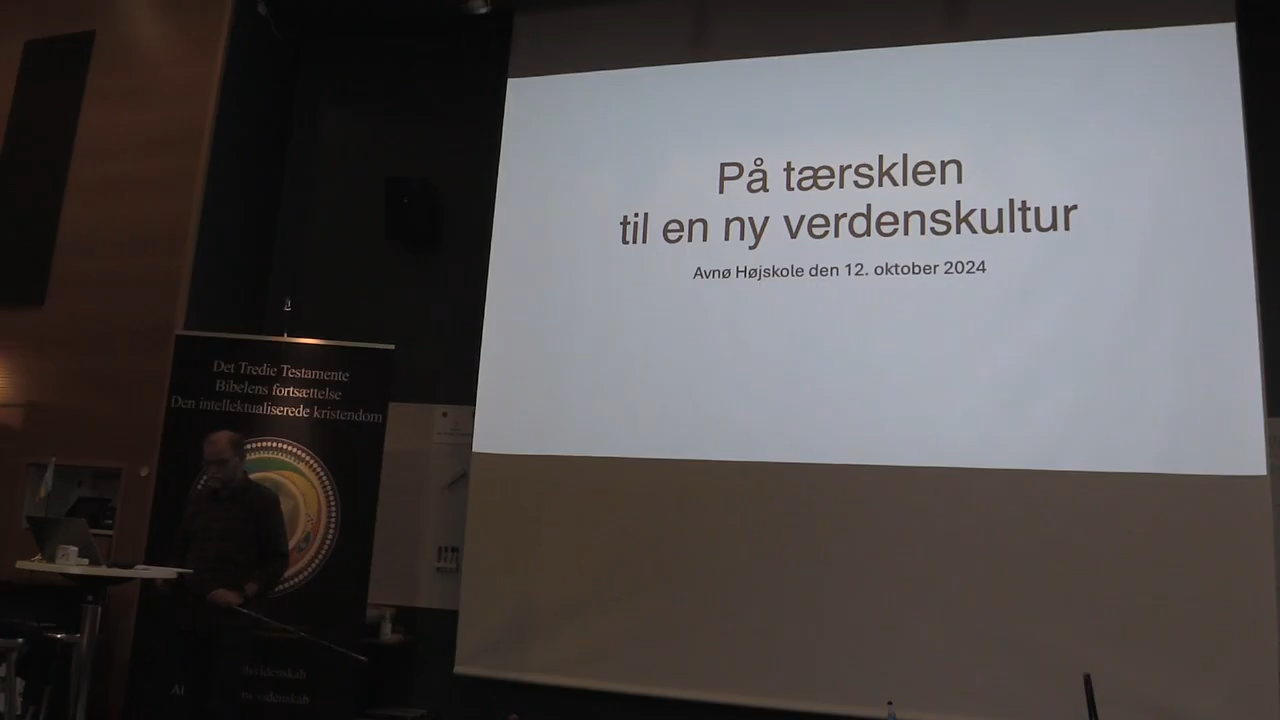 På tærsklen
til en ny verdenskultur
Avnø Højskole den 12. oktober 2024
Det Tredie Testamente
Bibelens fortsættelse
Den intellektualiserede kristendom